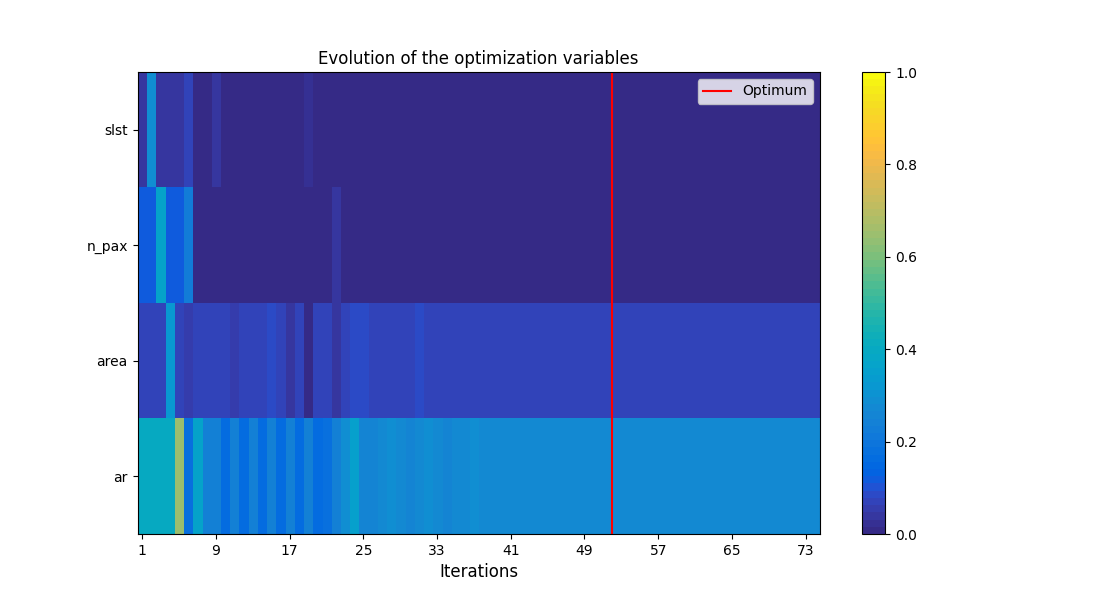 Evolution of the optimization variables
Optimum
slst
n_pax
area
ar
1 9 17 25 33 41 49 57 65 73
Iterations
1.0
0.8
0.6
0.4
0.2
0.0